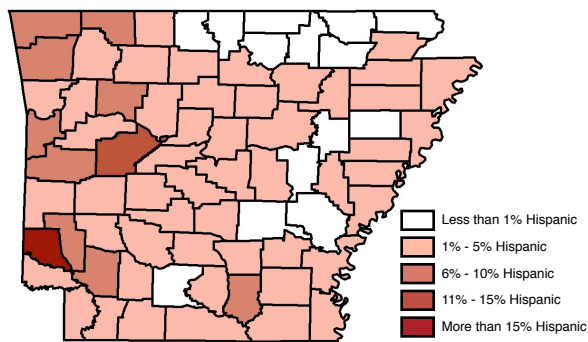 Less than 1% Hispanic
1% - 5% Hispanic
6% - 10% Hispanic
11% - 15% Hispanic
More than 15% Hispanic